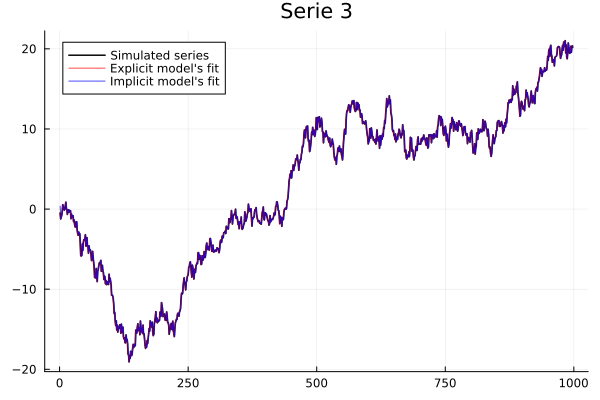 Serie 3
Simulated series
Explicit model's fit
Implicit model's fit
20
10
0
−10
−20
0 250 500 750 1000